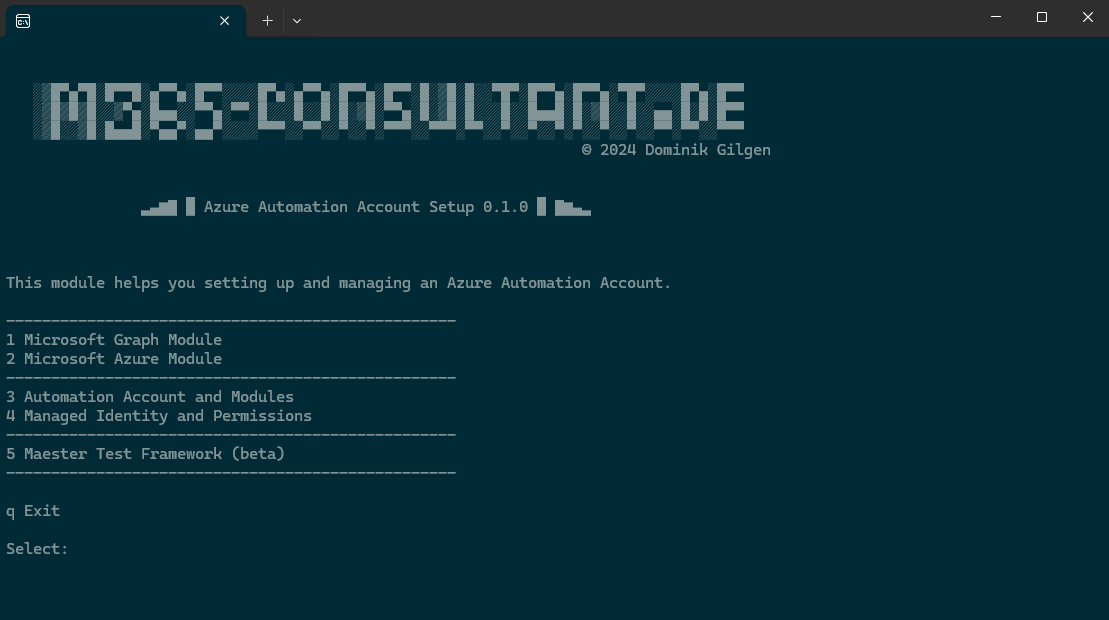 M365-CONSULTANT.DE
© 2024 Dominik Gilgen
Azure Automation Account Setup 0.1.0
This module helps you setting up and managing an Azure Automation Account.
1 Microsoft Graph Module
2 Microsoft Azure Module
3 Automation Account and Modules
4 Managed Identity and Permissions
5 Maester Test Framework (beta)
q Exit
Select: